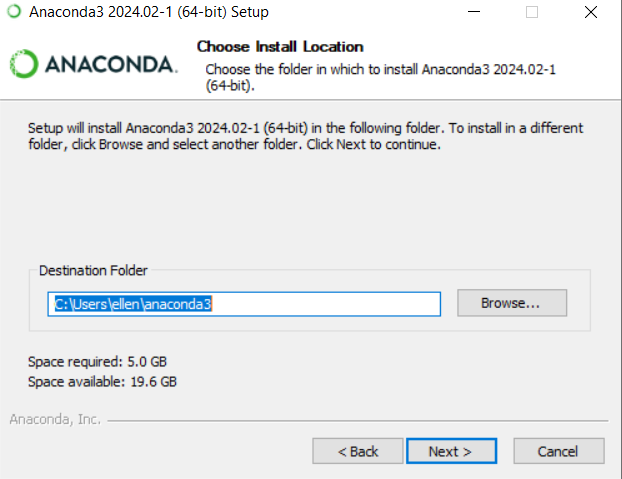 Anaconda3 2024.02-1 (64-bit) Setup
ANACONDA.
Choose Install Location
Choose the folder in which to install Anaconda3 2024.02-1
(64-bit).
Setup will install Anaconda3 2024.02-1 (64-bit) in the following folder. To install in a different
folder, click Browse and select another folder. Click Next to continue.
Destination Folder
C:\Users\ellen\anaconda3
Browse...
Space required: 5.0 GB
Space available: 19.6 GB
Anaconda, Inc.
< Back
Next >
Cancel